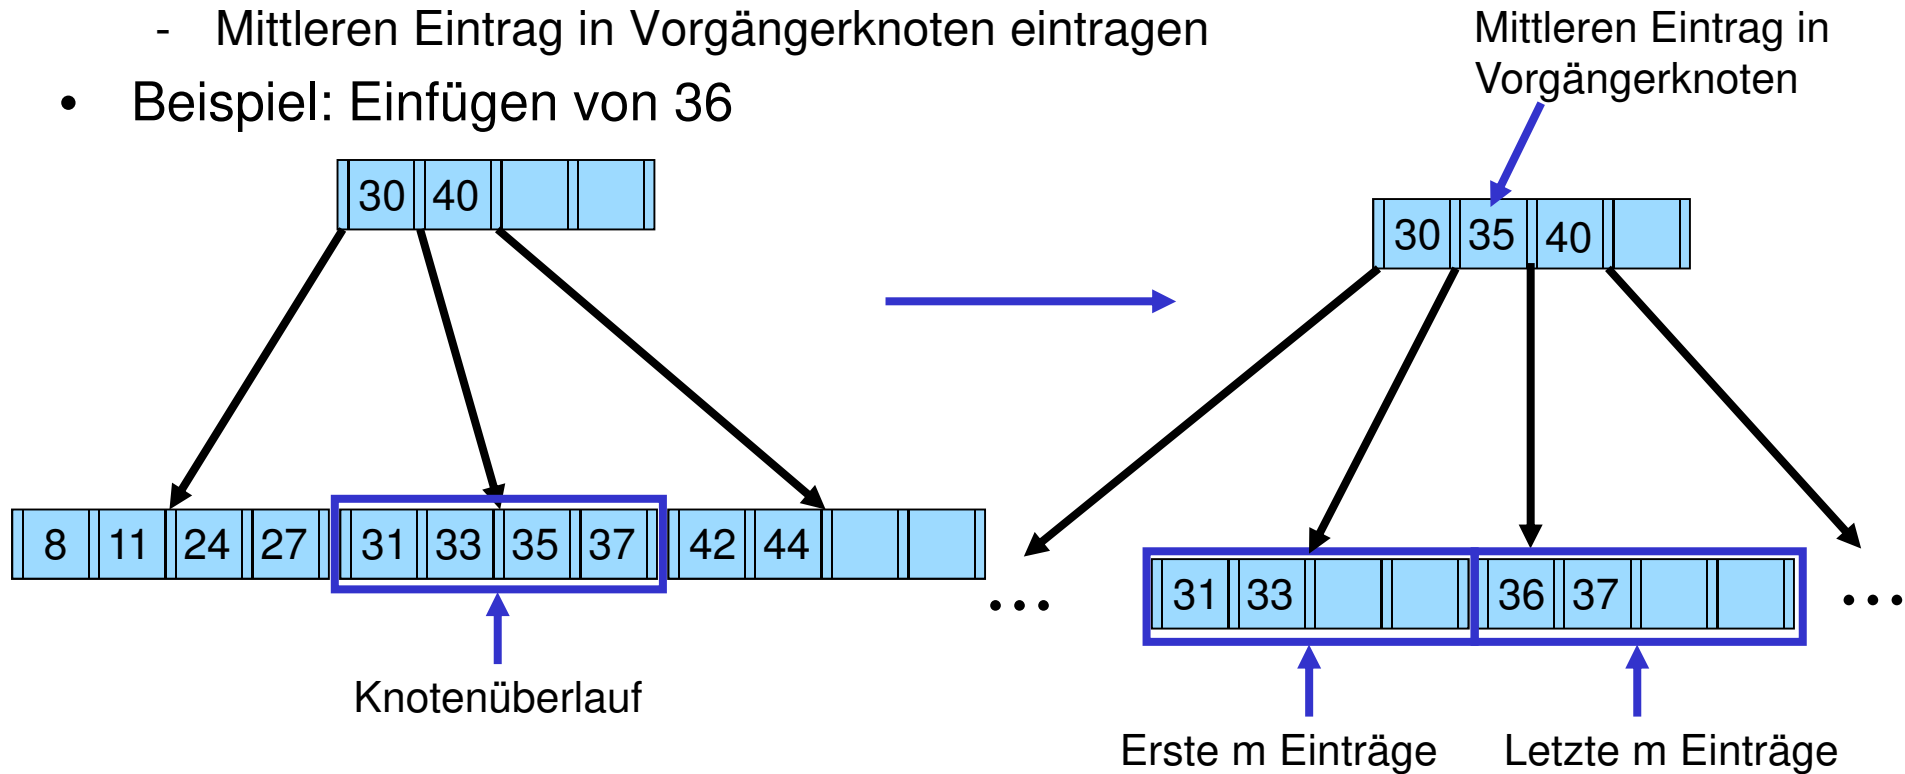 - Mittleren Eintrag in Vorgängerknoten eintragen
• Beispiel: Einfügen von 36
Mittleren Eintrag in
Vorgängerknoten
30 40
30 35 40
8 11 24 27 31 33 35 37 42 44
...
31 33 36 37
...
Knotenüberlauf
Erste m Einträge
Letzte m Einträge